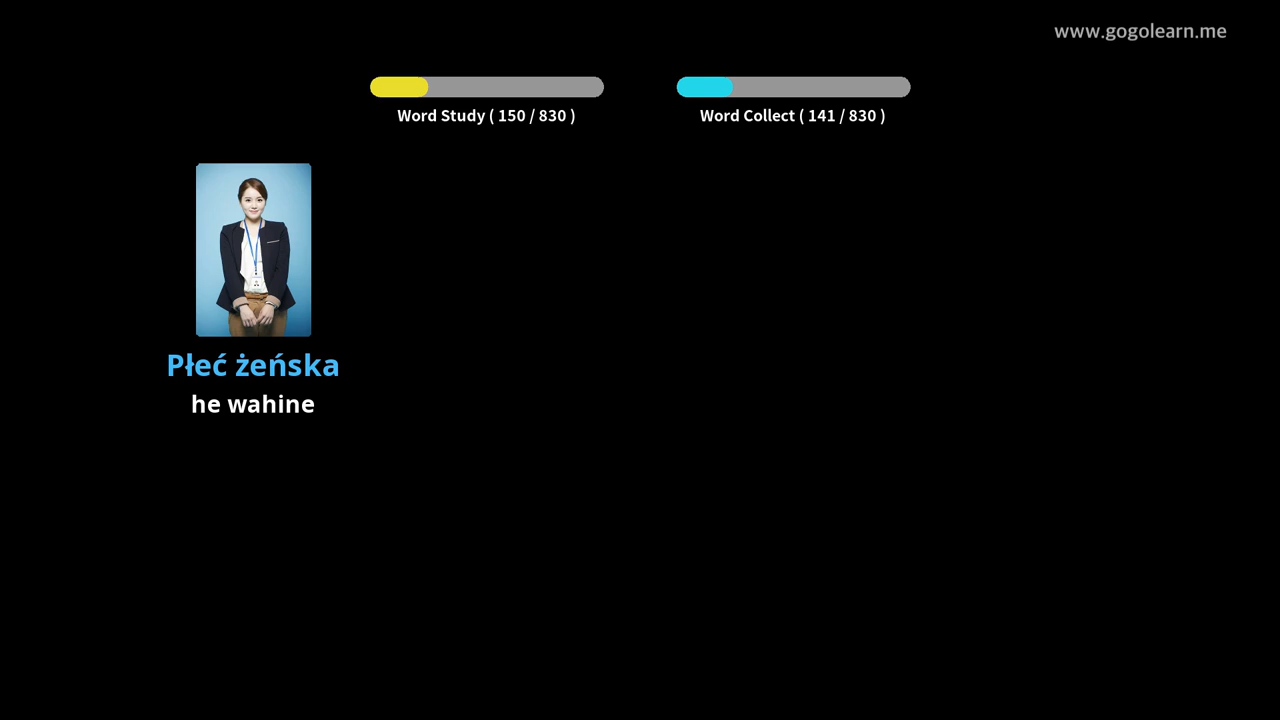 www.gogolearn.me
Word Study ( 150 / 830 )
Word Collect ( 141 / 830 )
Płeć żeńska
he wahine